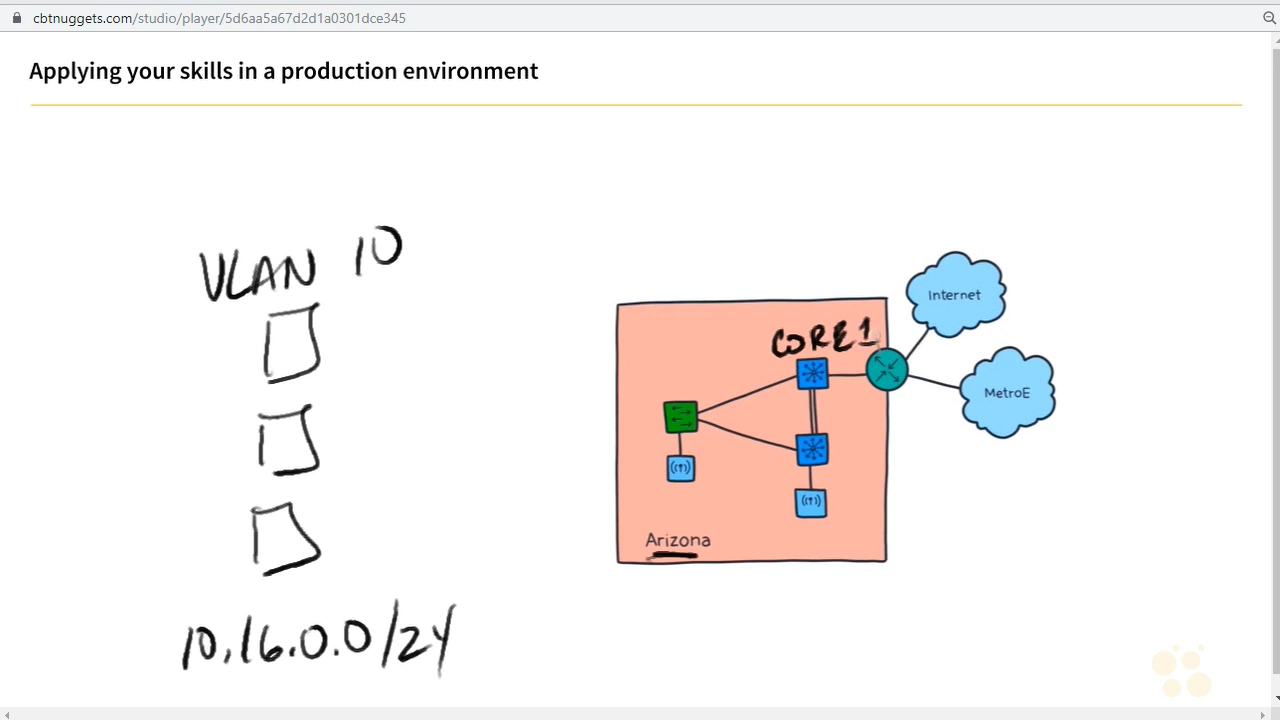 cbtnuggets.com/studio/player/5d6aa5a67d2d1a0301dce345
Applying your skills in a production environment
VLAN 10
10.16.0.0/24
CORE1
Internet
MetroE
Arizona